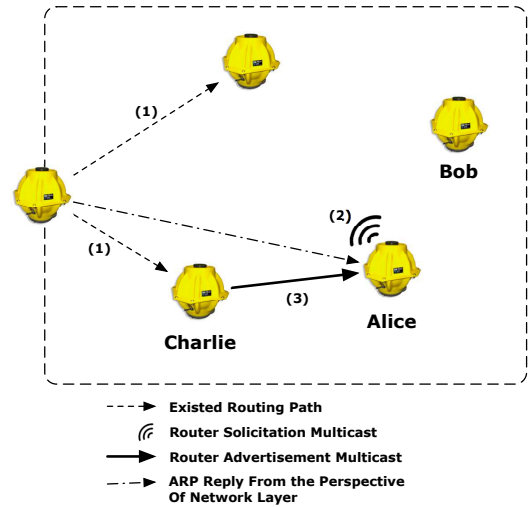 (1)
Bob
(2)
(1)
(3)
Alice
Charlie
Existed Routing Path
Router Solicitation Multicast
Router Advertisement Multicast
ARP Reply From the Perspective
Of Network Layer